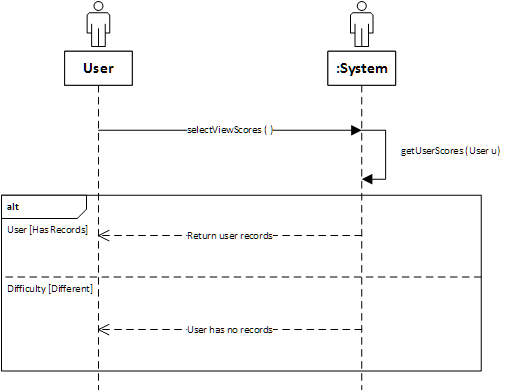 User
:System
selectViewScores ( )
getUserScores (User u)
alt
User [Has Records]
Return user records
Difficulty [Different]
User has no records